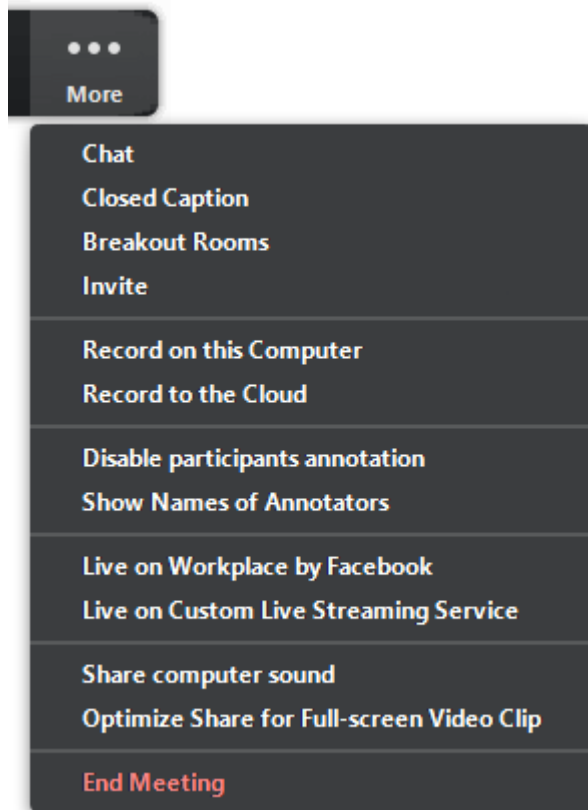 More
Chat
Closed Caption
Breakout Rooms
Invite
Record on this Computer
Record to the Cloud
Disable participants annotation
Show Names of Annotators
Live on Workplace by Facebook
Live on Custom Live Streaming Service
Share computer sound
Optimize Share for Full-screen Video Clip
End Meeting